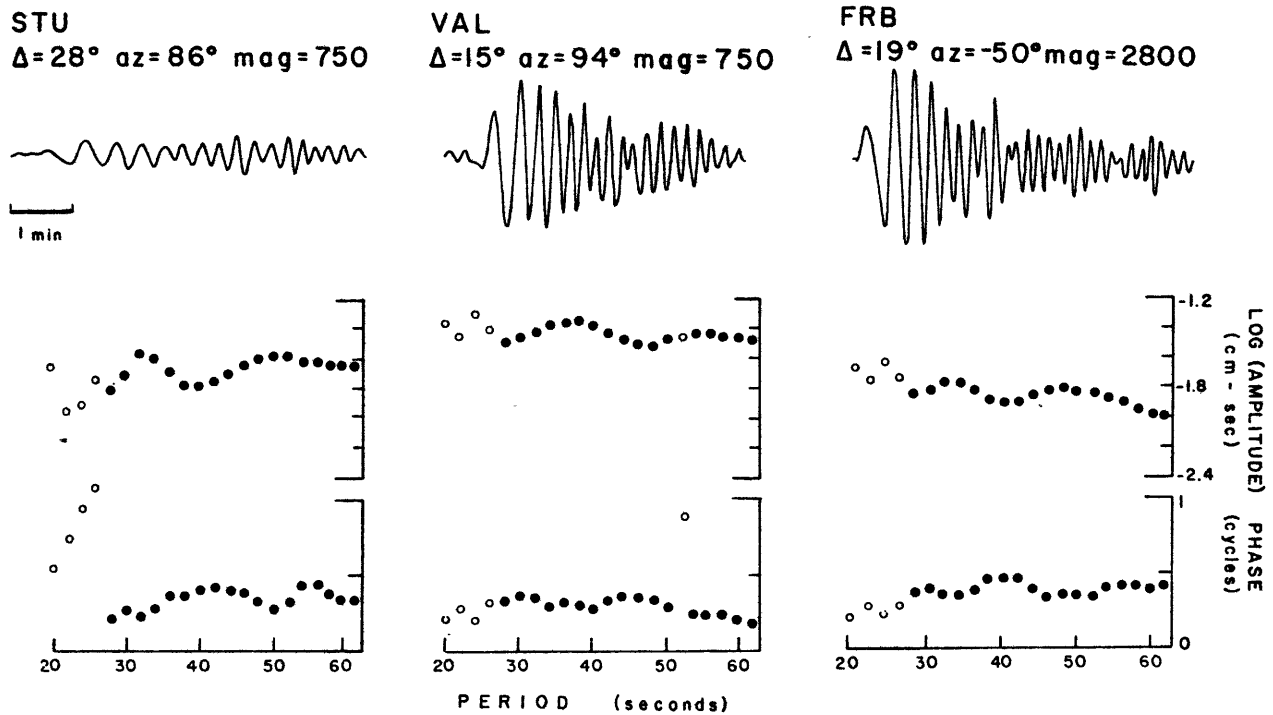 STU
Δ=28° az=86° mag=750
VAL
Δ=15° az=94° mag=750
FRB
Δ=19° az=-50° mag=2800
1 min
-1.2
-1.8
-2.4
LOG (AMPLITUDE)
(cm - sec)
1
0
PHASE
(cycles)
20 30 40 50 60
20 30 40 50 60
20 30 40 50 60
PERIOD (seconds)